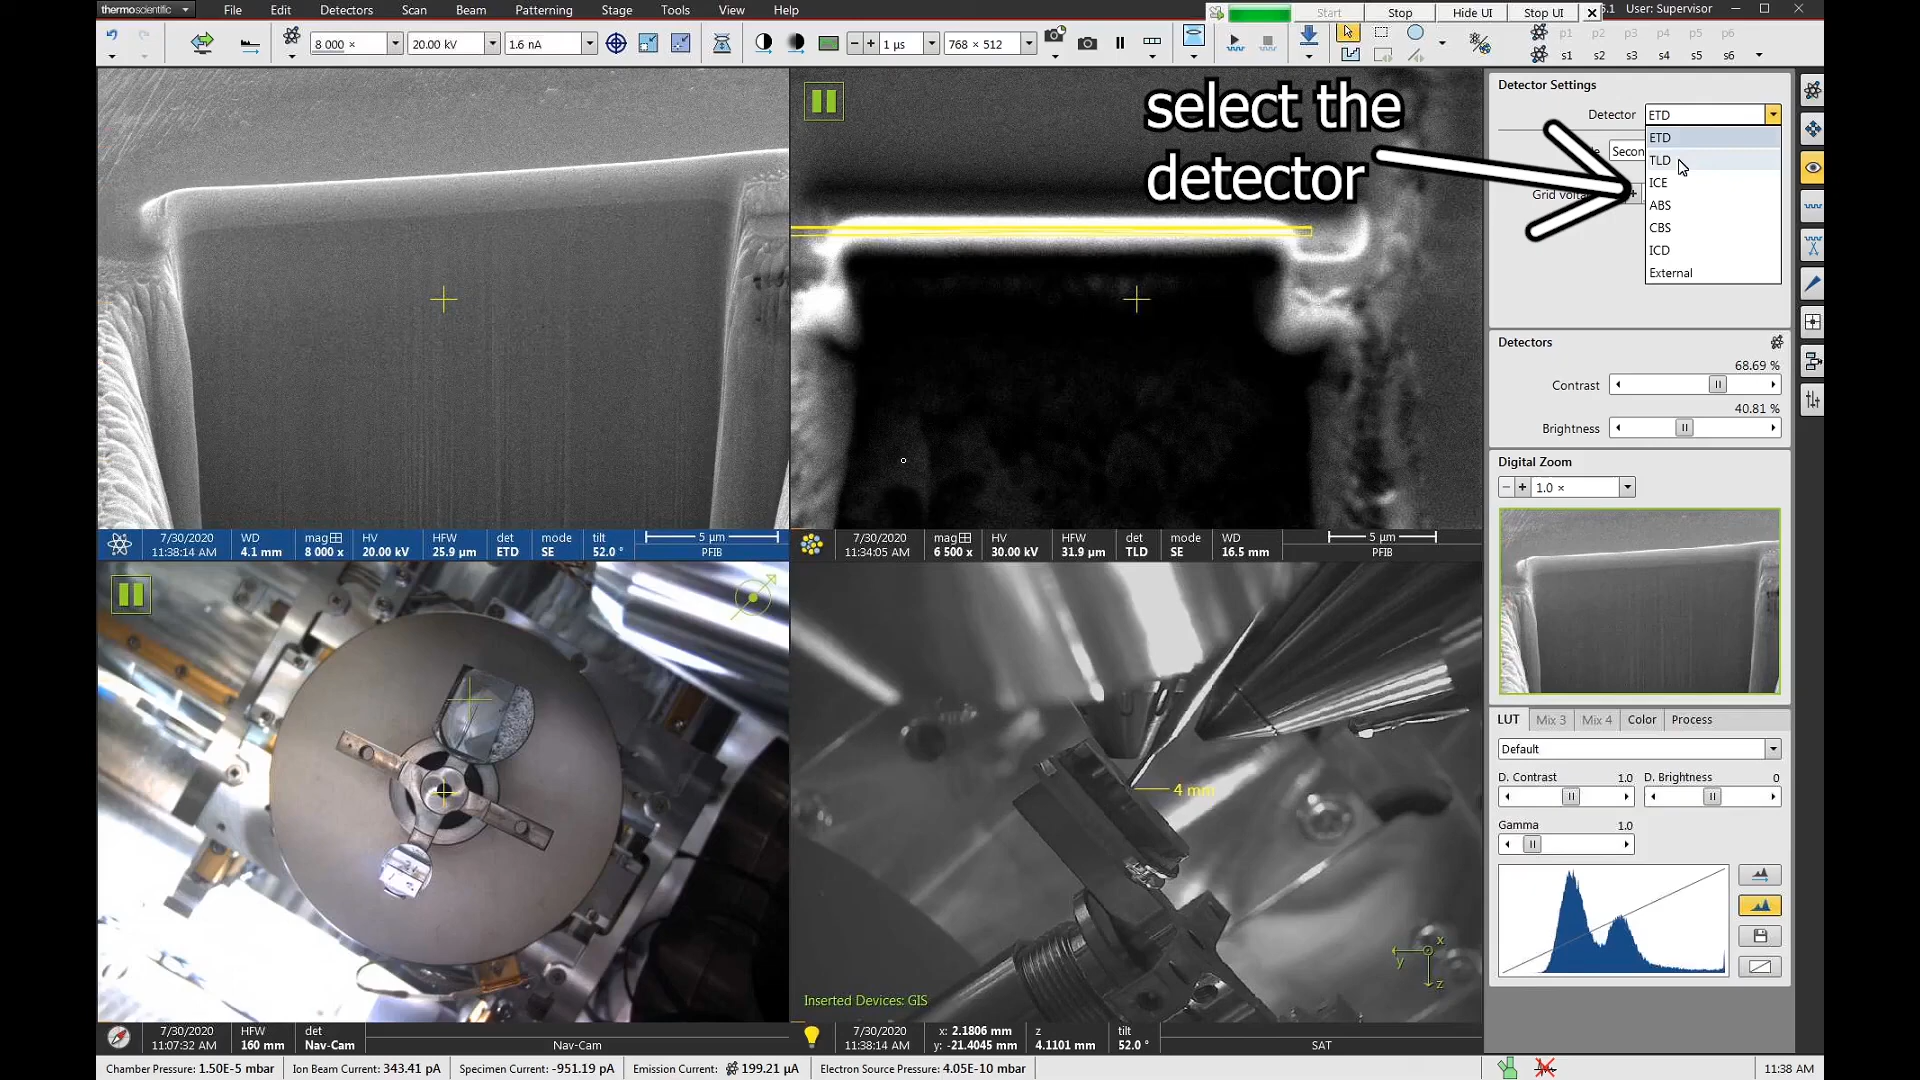 thermoscientific File Edit Detectors Scan Beam Patterning Stage Tools View Help Start Stop Hide UI Stop UI 5.1 User: Supervisor
8 000 × 20.00 kV 1.6 nA 1 µs 768 × 512 p1 p2 p3 p4 p5 p6
s1 s2 s3 s4 s5 s6
select the
detector
Detector Settings
Detector ETD
ETD
Secon
TLD
ICE
Grid volta
ABS
CBS
ICD
External
Detectors
68.69 %
Contrast
40.81 %
Brightness
Digital Zoom
1.0 ×
7/30/2020 WD mag HV HFW det mode tilt 5 µm
11:38:14 AM 4.1 mm 8 000 x 20.00 kV 25.9 µm ETD SE 52.0 ° PFIB
7/30/2020 mag HV HFW det mode WD 5 µm
11:34:05 AM 6 500 x 30.00 kV 31.9 µm TLD SE 16.5 mm PFIB
LUT Mix 3 Mix 4 Color Process
Default
D. Contrast 1.0 D. Brightness 0
Gamma 1.0
4 mm
x
y
z
Inserted Devices: GIS
7/30/2020 HFW det
11:07:32 AM 160 mm Nav-Cam Nav-Cam
7/30/2020 x: 2.1806 mm z tilt
11:38:14 AM y: -21.4045 mm 4.1101 mm 52.0 ° SAT
Chamber Pressure: 1.50E-5 mbar Ion Beam Current: 343.41 pA Specimen Current: -951.19 pA Emission Current: 199.21 µA Electron Source Pressure: 4.05E-10 mbar 11:38 AM